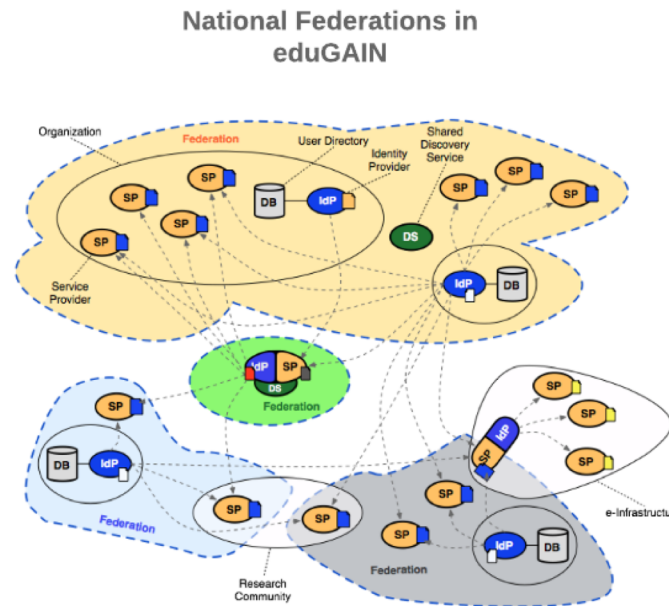 National Federations in
eduGAIN
Organization
Federation
User Directory
Shared
Discovery
Service
Identity
Provider
SP
SP
SP
SP
SP
SP
SP
DB
IdP
DS
Service
Provider
IdP
DB
IdP
SP
DS
Federation
SP
SP
SP
SP
IdP
SP
DB
IdP
Federation
SP
SP
SP
SP
IdP
DB
e-Infrastructu
Research
Community
Federation